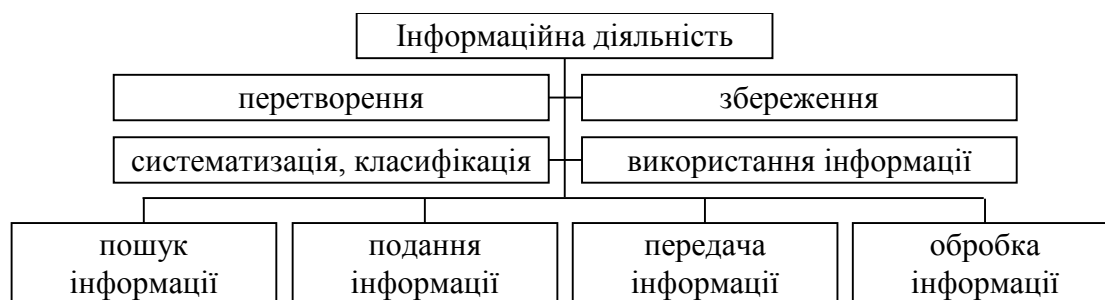 Інформаційна діяльність
перетворення
збереження
систематизація, класифікація
використання інформації
пошук
інформації
подання
інформації
передача
інформації
обробка
інформації